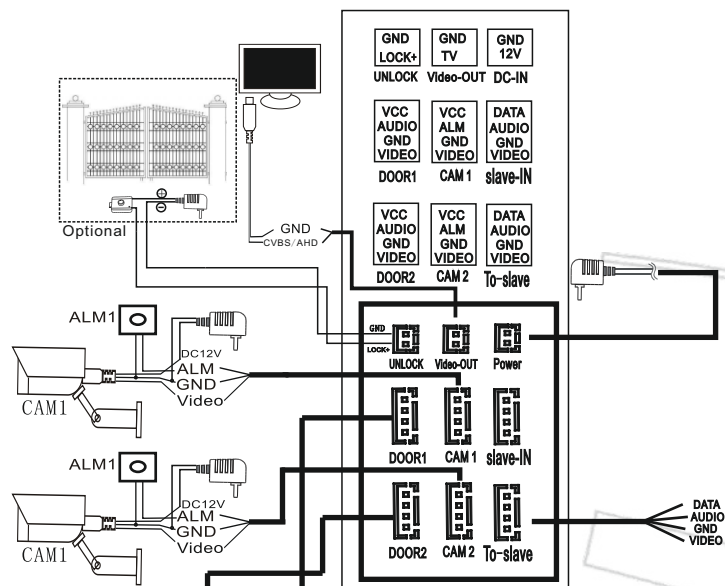 GND
LOCK+
UNLOCK
GND
TV
Video-OUT
GND
12V
DC-IN
VCC
AUDIO
GND
VIDEO
DOOR1
VCC
ALM
GND
VIDEO
CAM 1
DATA
AUDIO
GND
VIDEO
slave-IN
VCC
AUDIO
GND
VIDEO
DOOR2
VCC
ALM
GND
VIDEO
CAM 2
DATA
AUDIO
GND
VIDEO
To-slave
Optional
GND
CVBS/AHD
GND
LOCK+
UNLOCK
Video-OUT
Power
ALM1
DC12V
ALM
GND
Video
CAM1
DOOR1
CAM 1
slave-IN
ALM1
DC12V
ALM
GND
Video
CAM1
DOOR2
CAM 2
To-slave
DATA
AUDIO
GND
VIDEO